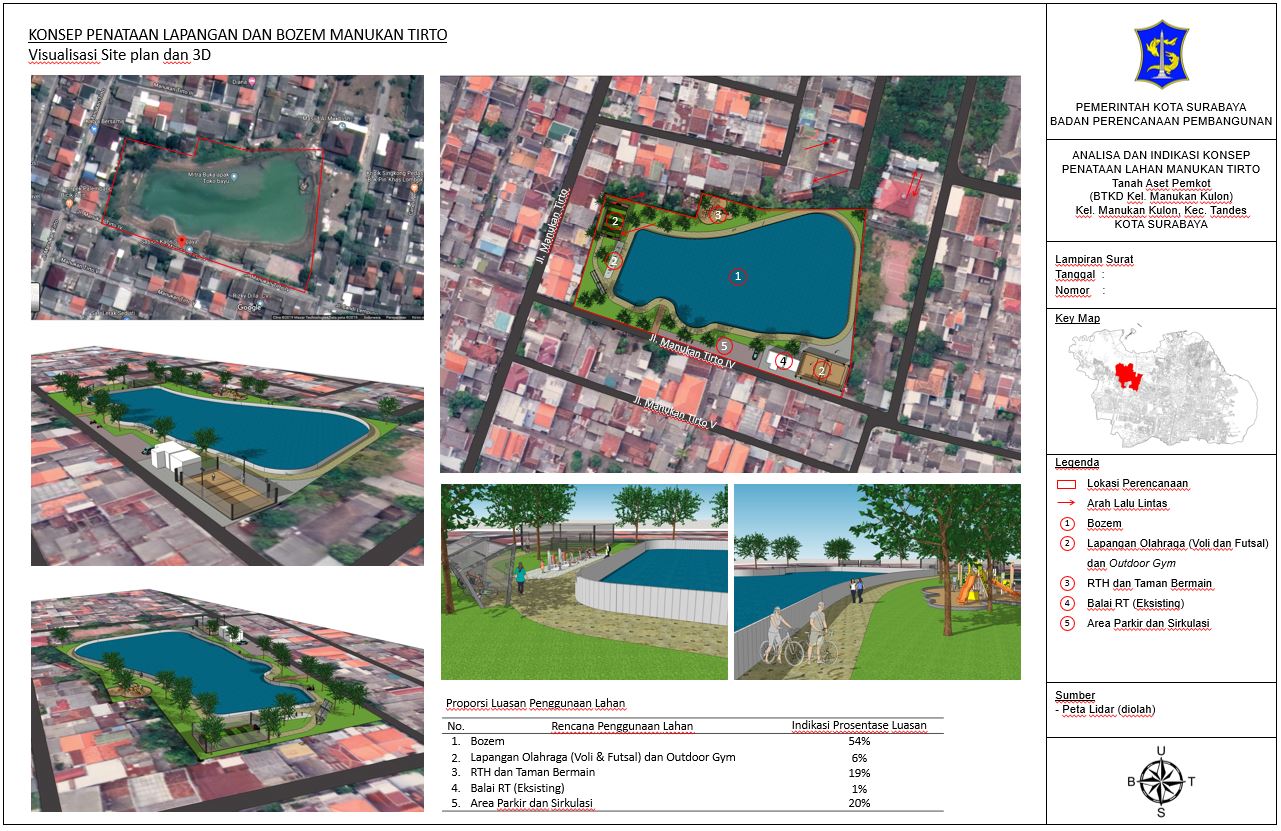 KONSEP PENATAAN LAPANGAN DAN BOZEM MANUKAN TIRTO
Visualisasi Site plan dan 3D
Manukan Tirto IX
Mitra Bukalapak
Toko bayu
Google
Jl. Manukan Tirto
2
3
2
1
5
4
2
Jl. Manukan Tirto IV
Jl. Manukan Tirto V
Proporsi Luasan Penggunaan Lahan
No. Rencana Penggunaan Lahan Indikasi Prosentase Luasan
1. Bozem 54%
2. Lapangan Olahraga (Voli & Futsal) dan Outdoor Gym 6%
3. RTH dan Taman Bermain 19%
4. Balai RT (Eksisting) 1%
5. Area Parkir dan Sirkulasi 20%
PEMERINTAH KOTA SURABAYA
BADAN PERENCANAAN PEMBANGUNAN
ANALISA DAN INDIKASI KONSEP
PENATAAN LAHAN MANUKAN TIRTO
Tanah Aset Pemkot
(BTKD Kel. Manukan Kulon)
Kel. Manukan Kulon, Kec. Tandes
KOTA SURABAYA
Lampiran Surat
Tanggal :
Nomor :
Key Map
Legenda
Lokasi Perencanaan
Arah Lalu Lintas
1 Bozem
2 Lapangan Olahraga (Voli dan Futsal)
dan Outdoor Gym
3 RTH dan Taman Bermain
4 Balai RT (Eksisting)
5 Area Parkir dan Sirkulasi
Sumber
- Peta Lidar (diolah)
U
B T
S